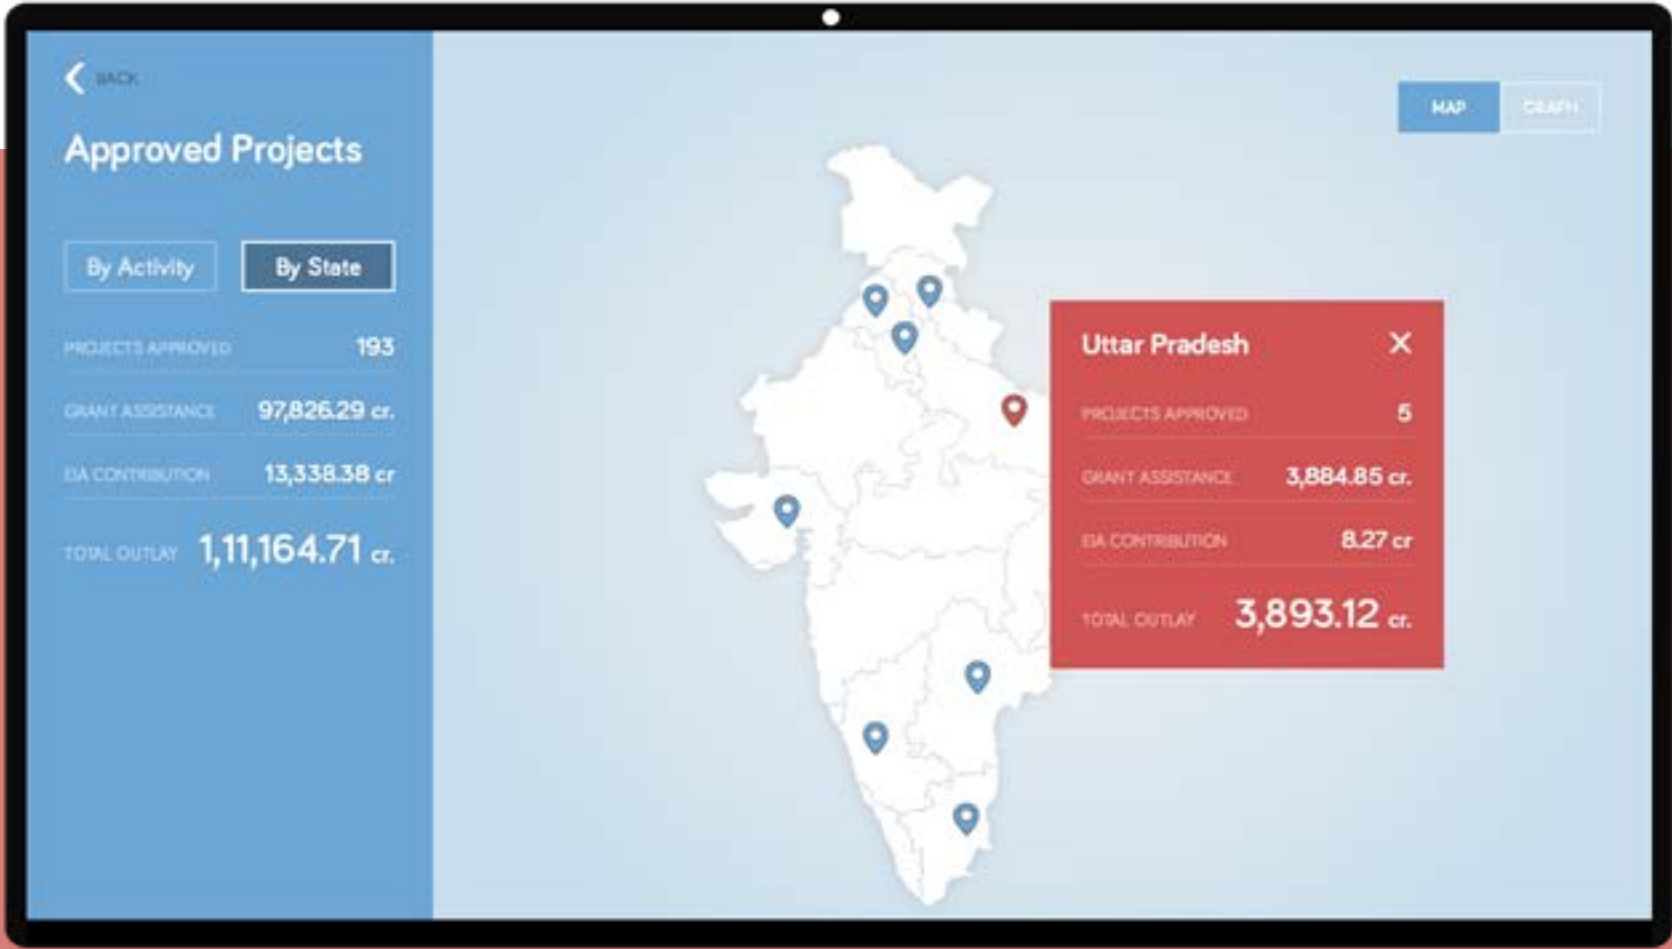 BACK
Approved Projects
By Activity
By State
PROJECTS APPROVED 193
GRANT ASSISTANCE 97,826.29 cr.
EIA CONTRIBUTION 13,338.38 cr
TOTAL OUTLAY 1,11,164.71 cr.
MAP
GRAPH
Uttar Pradesh
PROJECTS APPROVED 5
GRANT ASSISTANCE 3,884.85 cr.
EIA CONTRIBUTION 8.27 cr
TOTAL OUTLAY 3,893.12 cr.